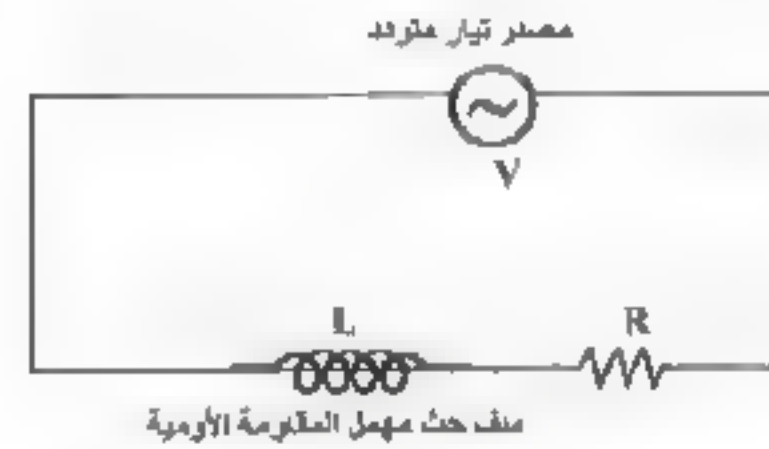 مصدر تيار متردد
V
L
R
ملف حث مهمل المقاومة الأومية